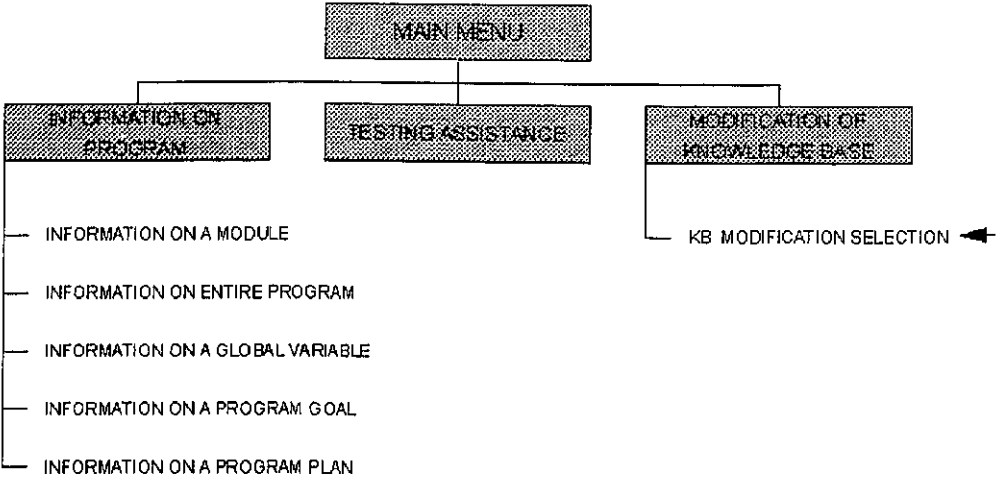 MAIN MENU
INFORMATION ON
PROGRAM
TESTING ASSISTANCE
MODIFICATION OF
KNOWLEDGE BASE
INFORMATION ON A MODULE
INFORMATION ON ENTIRE PROGRAM
INFORMATION ON A GLOBAL VARIABLE
INFORMATION ON A PROGRAM GOAL
INFORMATION ON A PROGRAM PLAN
KB MODIFICATION SELECTION